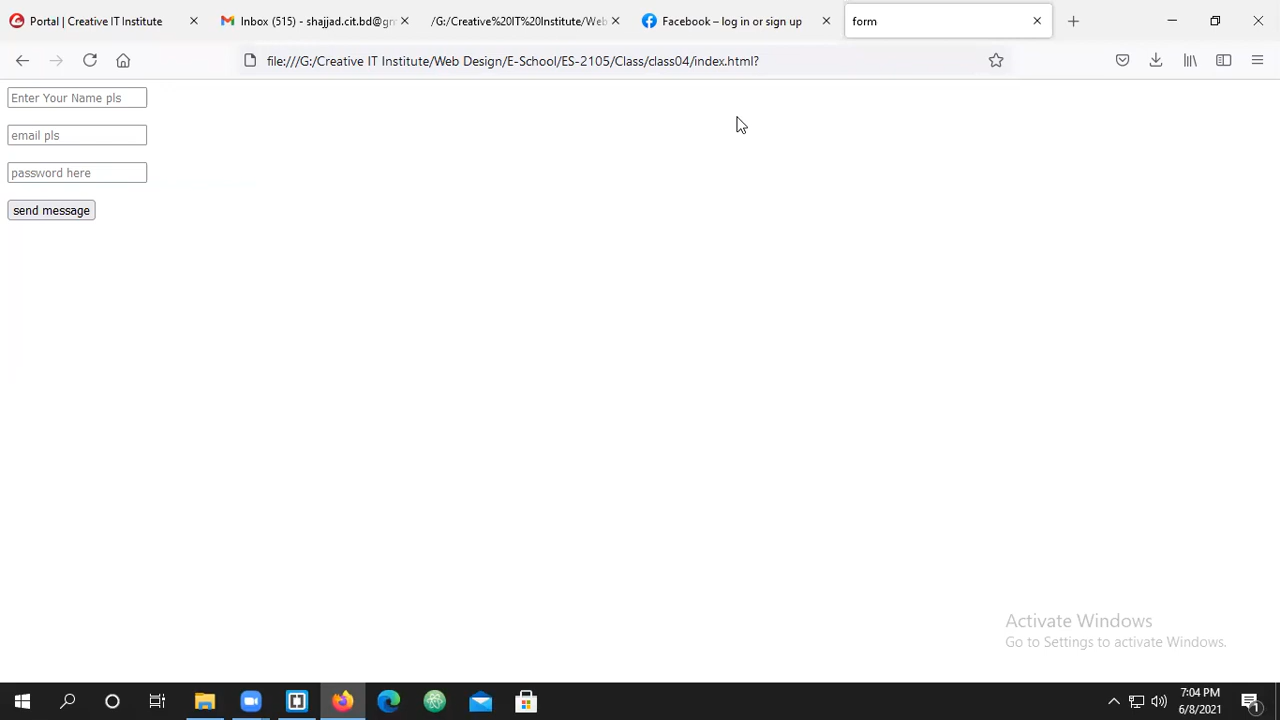 Portal | Creative IT Institute
Inbox (515) - shajjad.cit.bd@gm
/G:/Creative%20IT%20Institute/Web
Facebook – log in or sign up
form
file:///G:/Creative IT Institute/Web Design/E-School/ES-2105/Class/class04/index.html?
Enter Your Name pls
email pls
password here
send message
Activate Windows
Go to Settings to activate Windows.
7:04 PM
6/8/2021
1